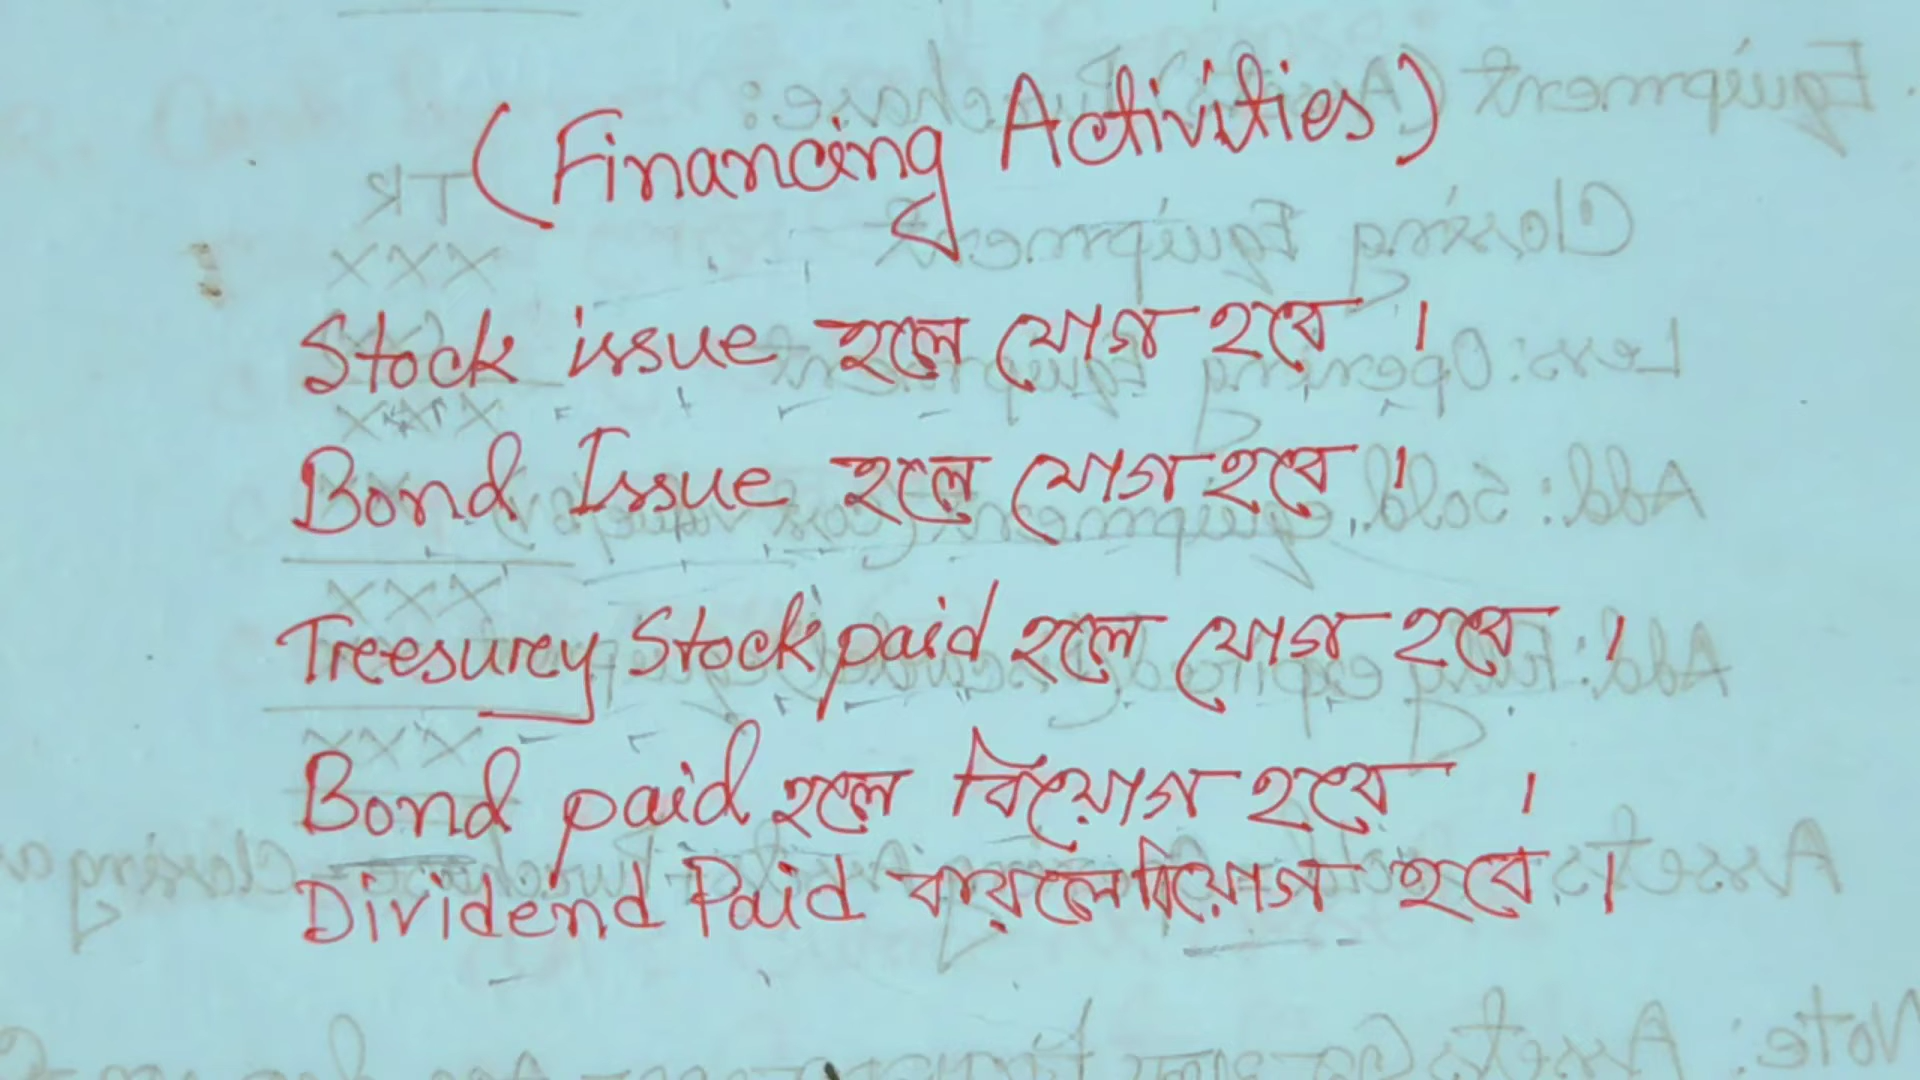 (Financing Activities)
Stock issue হলে যোগ হবে ।
Bond Issue হলে যোগ হবে ।
Treesurey Stock paid হলে যোগ হবে ।
Bond paid হলে বিয়োগ হবে ।
Dividend Paid করলে বিয়োগ হবে ।